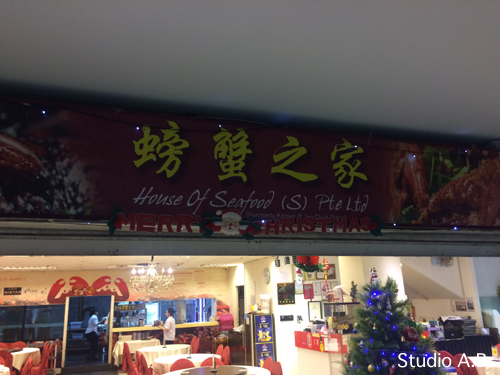 螃蟹之家
House Of Seafood (S) Pte Ltd
MERRY CHRISTMAS
Studio A.B